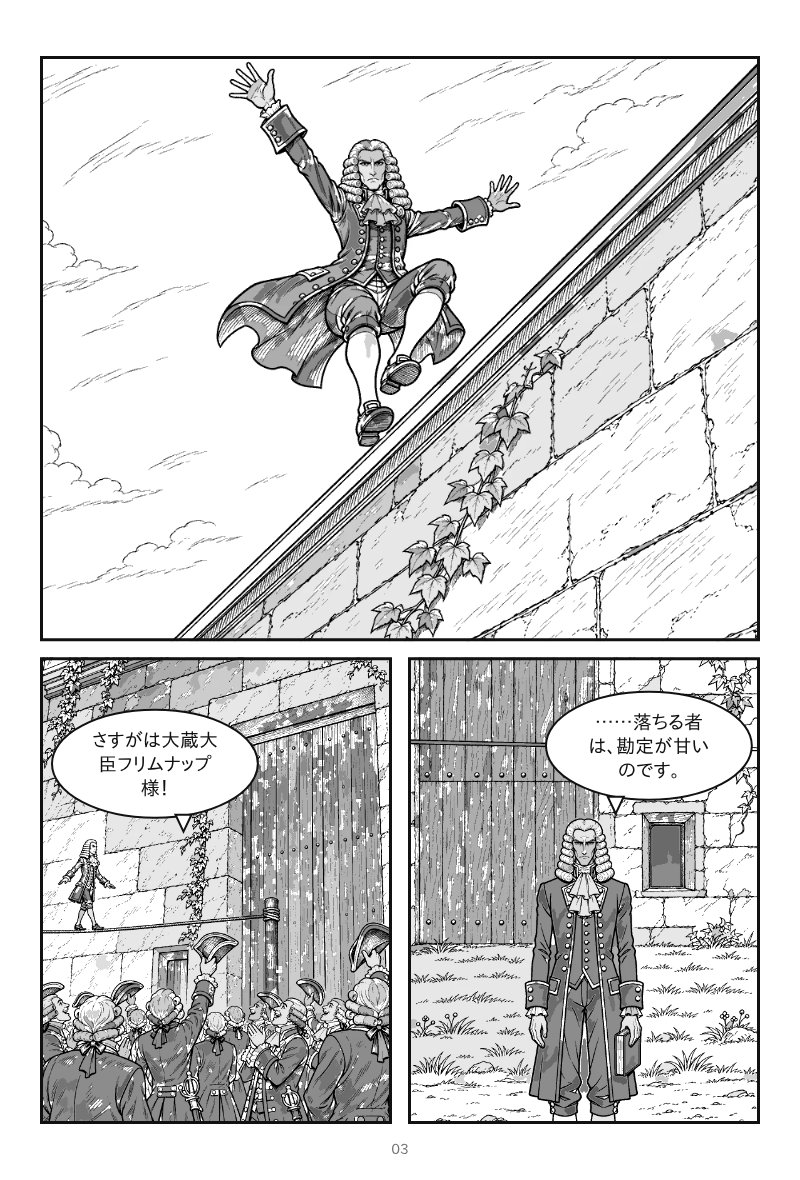 さすがは大蔵大
臣フリムナップ
様！
……落ちる者
は、勘定が甘い
のです。
03